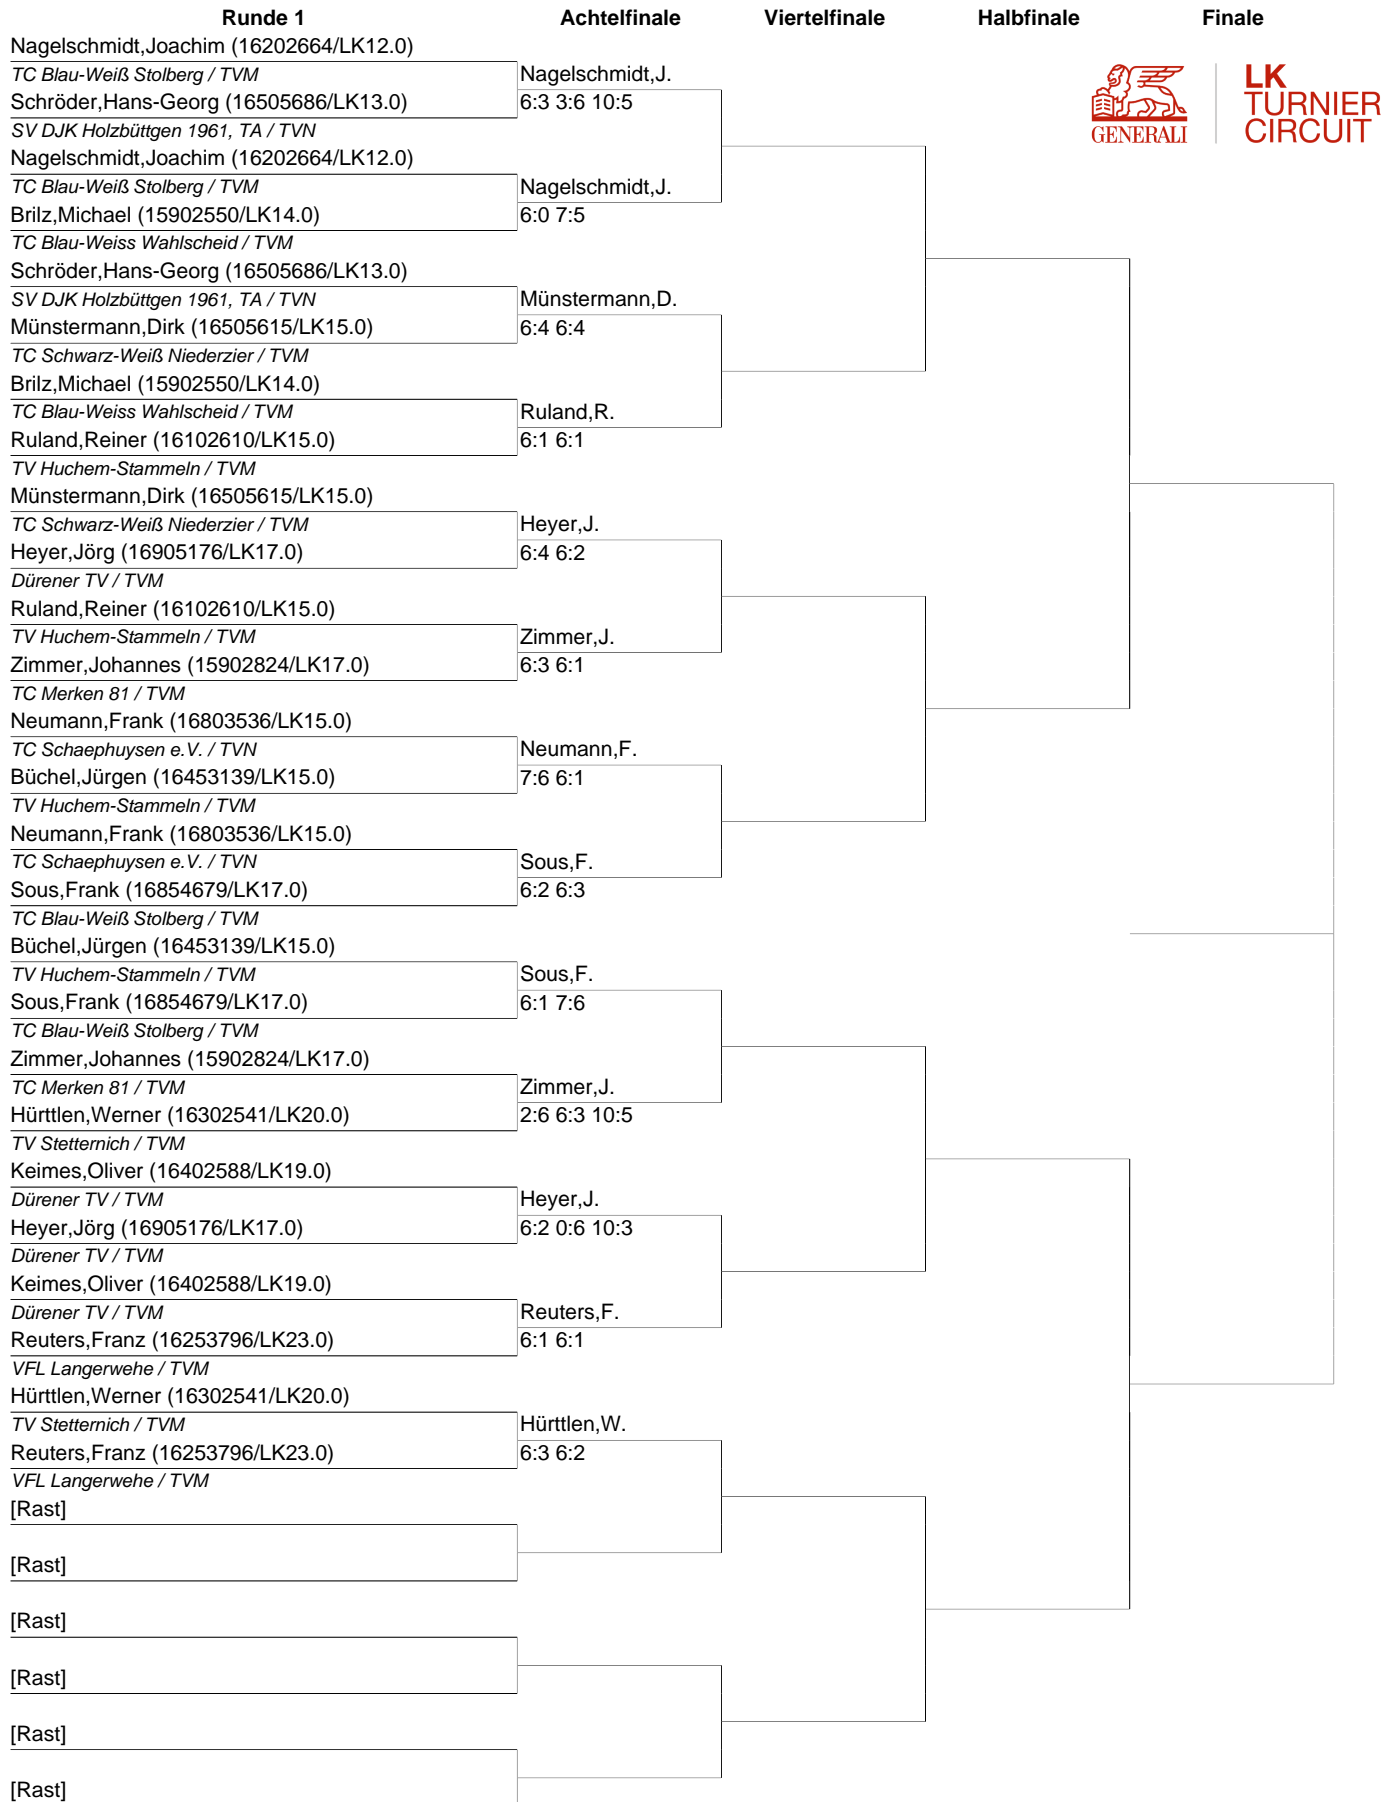 Runde 1 Achtelfinale Viertelfinale Halbfinale Finale
Nagelschmidt,Joachim (16202664/LK12.0)
TC Blau-Weiß Stolberg / TVM Nagelschmidt,J.
Schröder,Hans-Georg (16505686/LK13.0) 6:3 3:6 10:5
SV DJK Holzbüttgen 1961, TA / TVN
Nagelschmidt,Joachim (16202664/LK12.0)
TC Blau-Weiß Stolberg / TVM Nagelschmidt,J.
Brilz,Michael (15902550/LK14.0) 6:0 7:5
TC Blau-Weiss Wahlscheid / TVM
Schröder,Hans-Georg (16505686/LK13.0)
SV DJK Holzbüttgen 1961, TA / TVN Münstermann,D.
Münstermann,Dirk (16505615/LK15.0) 6:4 6:4
TC Schwarz-Weiß Niederzier / TVM
Brilz,Michael (15902550/LK14.0)
TC Blau-Weiss Wahlscheid / TVM Ruland,R.
Ruland,Reiner (16102610/LK15.0) 6:1 6:1
TV Huchem-Stammeln / TVM
Münstermann,Dirk (16505615/LK15.0)
TC Schwarz-Weiß Niederzier / TVM Heyer,J.
Heyer,Jörg (16905176/LK17.0) 6:4 6:2
Dürener TV / TVM
Ruland,Reiner (16102610/LK15.0)
TV Huchem-Stammeln / TVM Zimmer,J.
Zimmer,Johannes (15902824/LK17.0) 6:3 6:1
TC Merken 81 / TVM
Neumann,Frank (16803536/LK15.0)
TC Schaephuysen e.V. / TVN Neumann,F.
Büchel,Jürgen (16453139/LK15.0) 7:6 6:1
TV Huchem-Stammeln / TVM
Neumann,Frank (16803536/LK15.0)
TC Schaephuysen e.V. / TVN Sous,F.
Sous,Frank (16854679/LK17.0) 6:2 6:3
TC Blau-Weiß Stolberg / TVM
Büchel,Jürgen (16453139/LK15.0)
TV Huchem-Stammeln / TVM Sous,F.
Sous,Frank (16854679/LK17.0) 6:1 7:6
TC Blau-Weiß Stolberg / TVM
Zimmer,Johannes (15902824/LK17.0)
TC Merken 81 / TVM Zimmer,J.
Hürttlen,Werner (16302541/LK20.0) 2:6 6:3 10:5
TV Stetternich / TVM
Keimes,Oliver (16402588/LK19.0)
Dürener TV / TVM Heyer,J.
Heyer,Jörg (16905176/LK17.0) 6:2 0:6 10:3
Dürener TV / TVM
Keimes,Oliver (16402588/LK19.0)
Dürener TV / TVM Reuters,F.
Reuters,Franz (16253796/LK23.0) 6:1 6:1
VFL Langerwehe / TVM
Hürttlen,Werner (16302541/LK20.0)
TV Stetternich / TVM Hürttlen,W.
Reuters,Franz (16253796/LK23.0) 6:3 6:2
VFL Langerwehe / TVM
[Rast]
[Rast]
[Rast]
[Rast]
[Rast]
[Rast]
GENERALI
LK
TURNIER
CIRCUIT